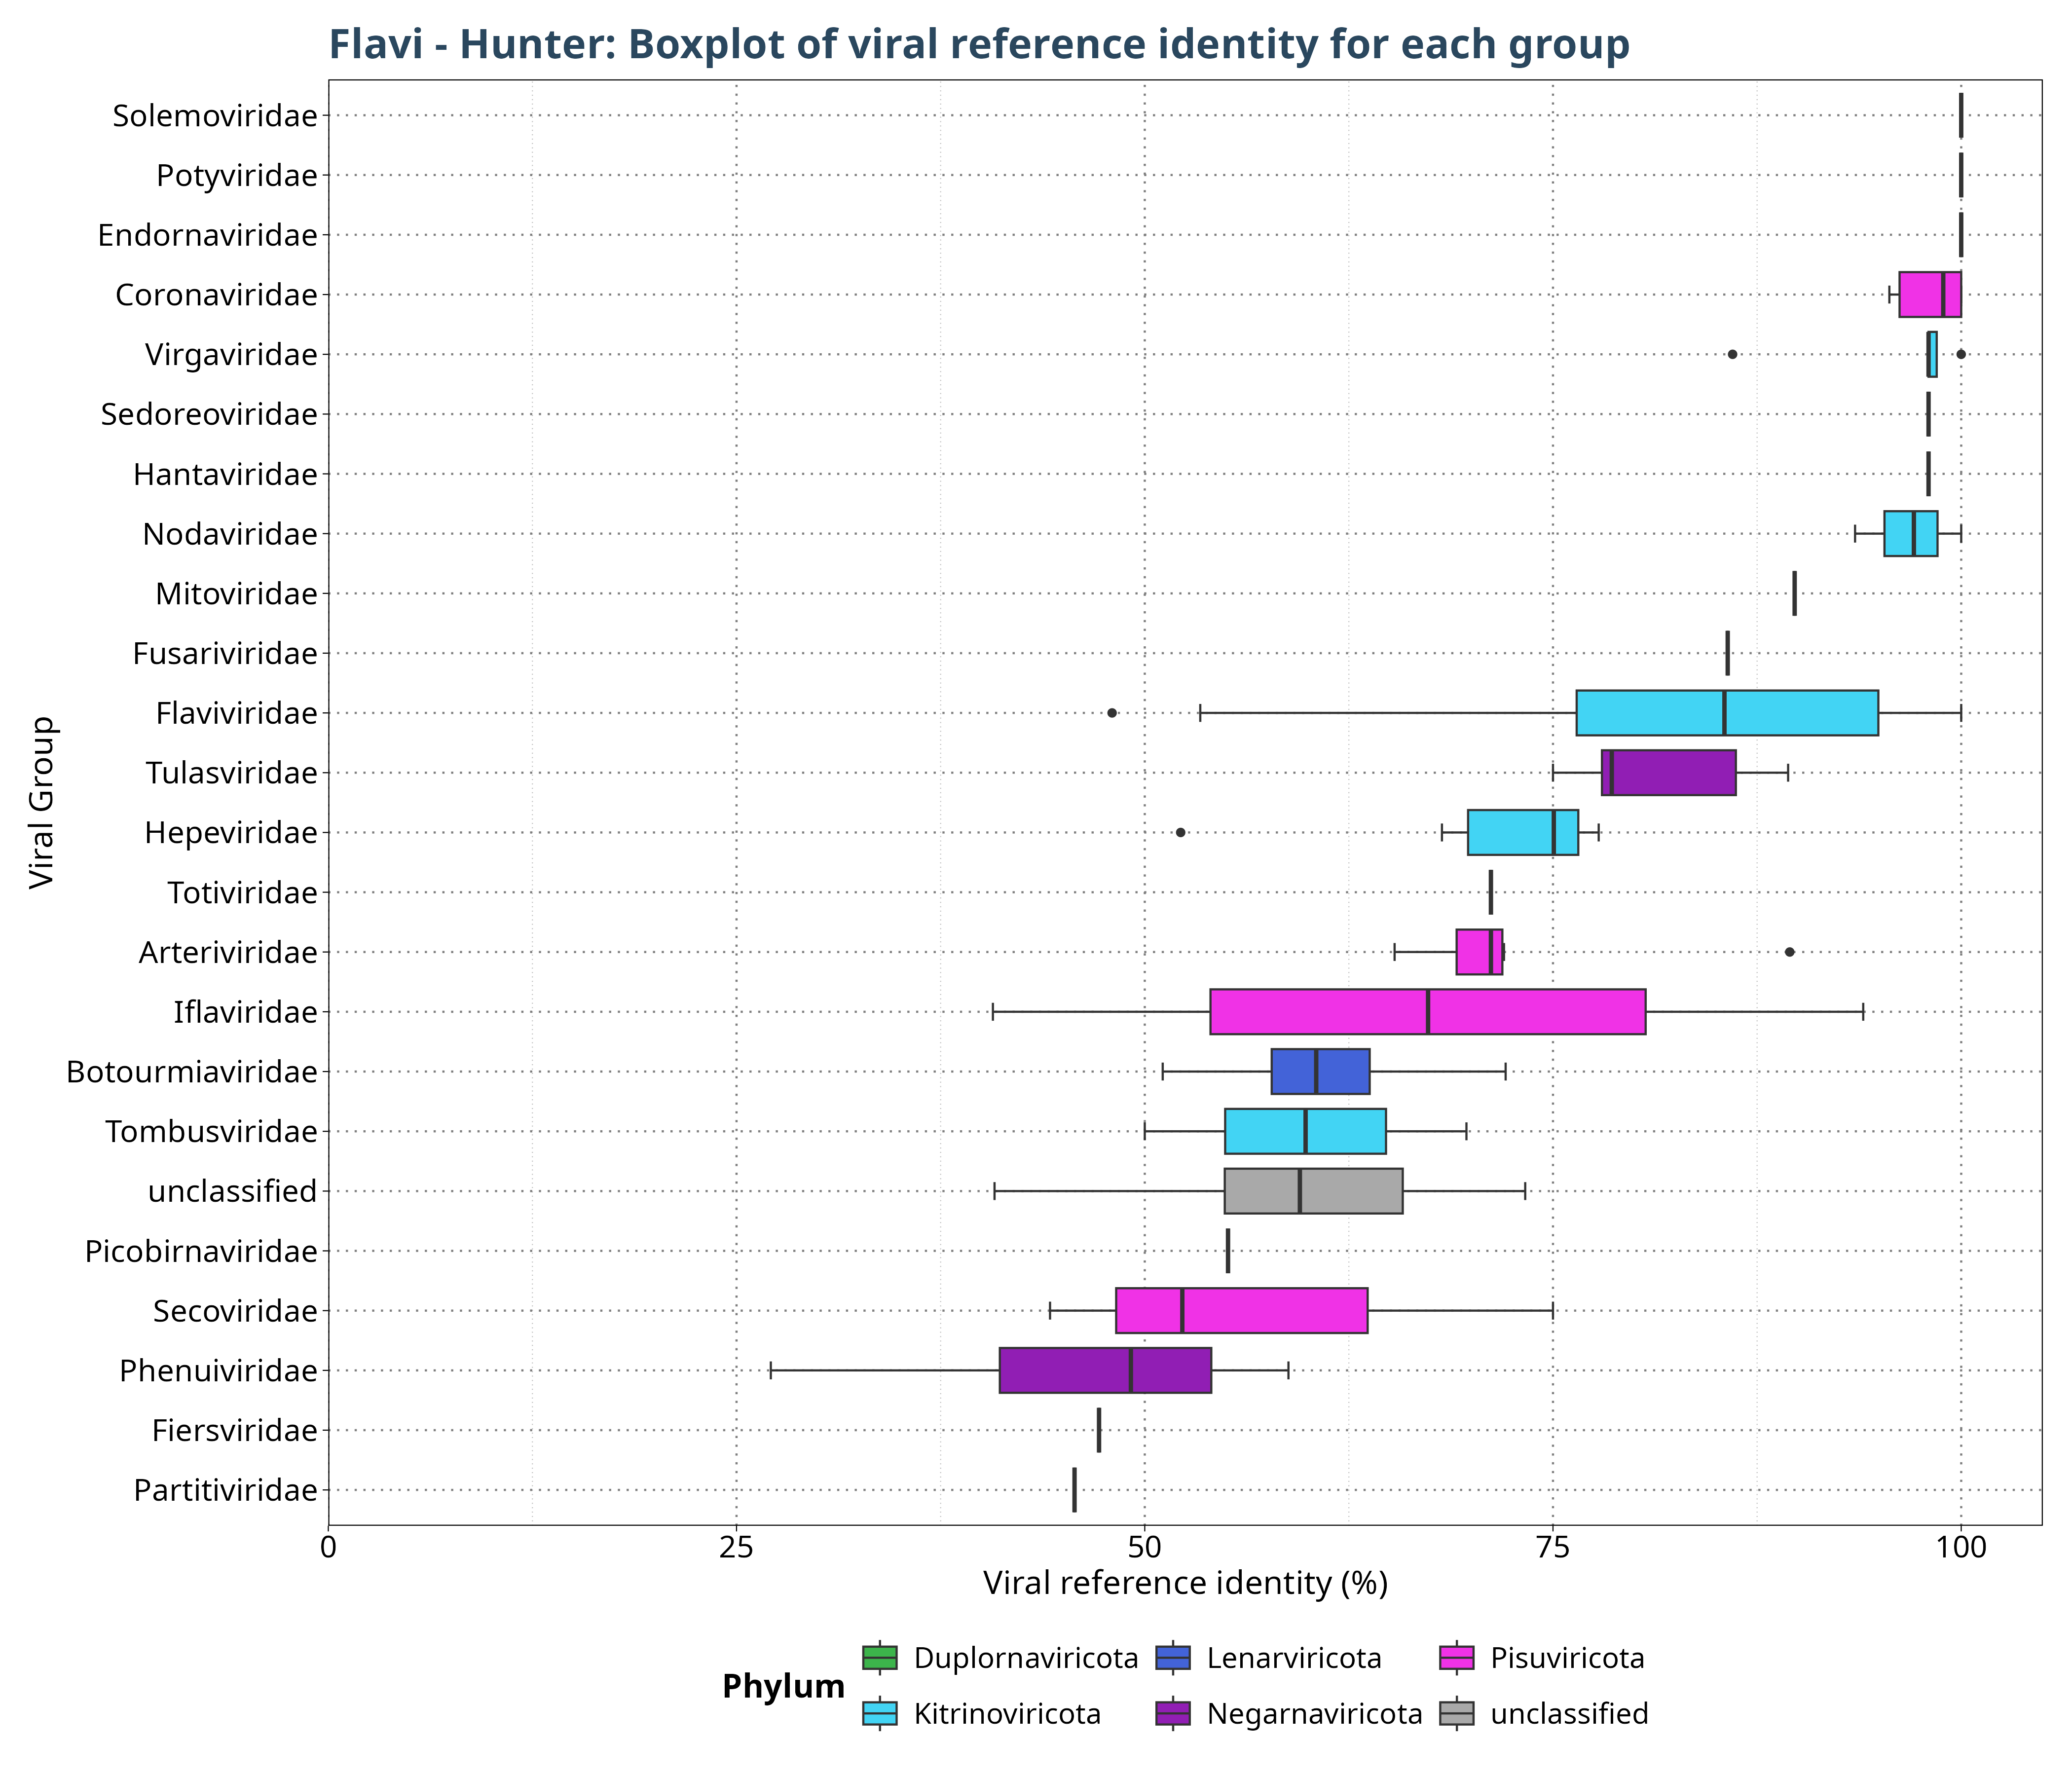 Flavi - Hunter: Boxplot of viral reference identity for each group
Viral Group
Solemoviridae
Potyviridae
Endornaviridae
Coronaviridae
Virgaviridae
Sedoreoviridae
Hantaviridae
Nodaviridae
Mitoviridae
Fusariviridae
Flaviviridae
Tulasviridae
Hepeviridae
Totiviridae
Arteriviridae
Iflaviridae
Botourmiaviridae
Tombusviridae
unclassified
Picobirnaviridae
Secoviridae
Phenuiviridae
Fiersviridae
Partitiviridae
0 25 50 75 100
Viral reference identity (%)
Phylum
Duplornaviricota Lenarviricota Pisuviricota
Kitrinoviricota Negarnaviricota unclassified